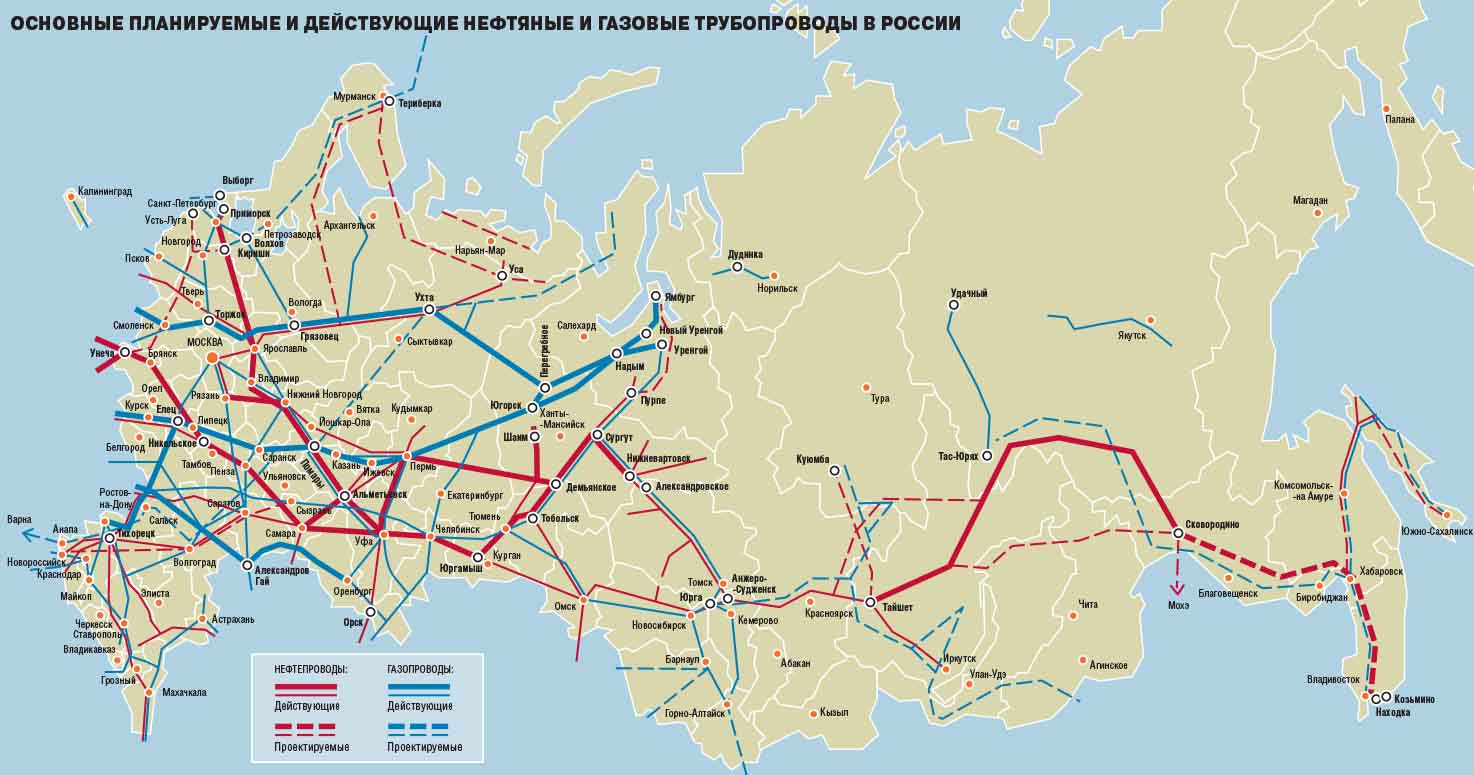 ОСНОВНЫЕ ПЛАНИРУЕМЫЕ И ДЕЙСТВУЮЩИЕ НЕФТЯНЫЕ И ГАЗОВЫЕ ТРУБОПРОВОДЫ В РОССИИ
Мурманск
Териберка
Палана
Калининград
Выборг
Санкт-Петеобург
Приморск
Усть-Луга
Петрозаводск
Архангельск
Магадан
Новгород
Волхов
Кириши
Нарьян-Мар
Псков
Уса
Дудинка
Норильск
Тверь
Вологда
Ухта
Ямбург
Удачный
Торжок
Смоленск
Грязовец
Салехард
Новый Уренгой
Якутск
МОСКВА
Ярославль
Сыктывкар
Перегребное
Уренгой
Унеча
Брянск
Надым
Владимир
Орел
Рязань
Нижний Новгород
Пурпе
Тура
Курск
Елец
Вятка
Кудымкар
Югорск
Ханты-
-Мансийск
Липецк
Йошкар-Ола
Шаим
Сургут
Белгород
Никольское
Саранск
Казань
Ижевск
Пермь
Нижневартовск
Куюмба
Тас-Юрях
Тамбов
Пенза
Помары
Ульяновск
Альметьевск
Екатеринбург
Демьянское
Александровское
Комсомольск-
-на Амуре
Ростов-
на-Дону
Саратов
Сызрань
Тюмень
Тобольск
Варна
Анапа
Сальск
Тихорецк
Самара
Уфа
Челябинск
Сковородино
Южно-Сахалинск
Новороссийск
Краснодар
Волгоград
Александров
Гай
Юргамыш
Курган
Хабаровск
Майкоп
Элиста
Оренбург
Омск
Томск
Анжеро-
-Судженск
Юрга
Благовещенск
Биробиджан
Черкесск
Ставрополь
Астрахань
Орск
Новосибирск
Кемерово
Красноярск
Тайшет
Чита
Мохэ
Владикавказ
Барнаул
Абакан
Иркутск
Улан-Удэ
Агинское
Грозный
Махачкала
Горно-Алтайск
Кызыл
Владивосток
Козьмино
Находка
НЕФТЕПРОВОДЫ:
ГАЗОПРОВОДЫ:
Действующие
Действующие
Проектируемые
Проектируемые